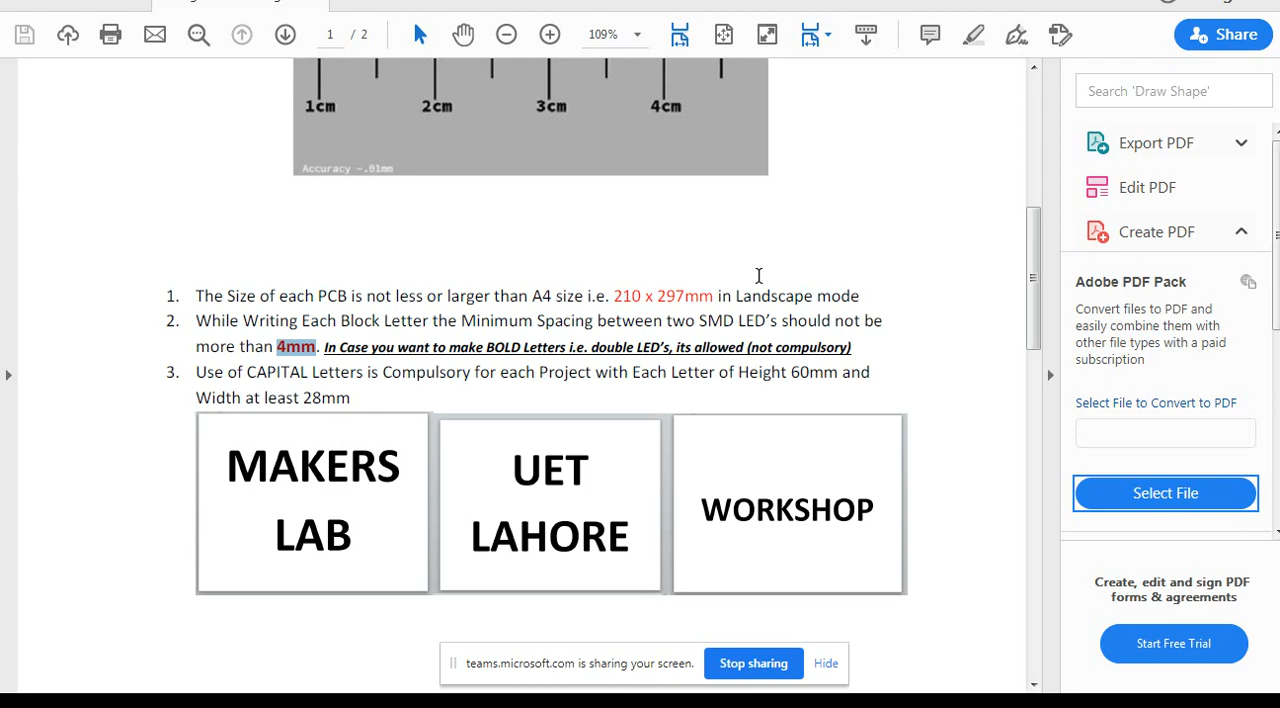 1 / 2
109%
Share
1cm 2cm 3cm 4cm
Accuracy ~.01mm
1. The Size of each PCB is not less or larger than A4 size i.e. 210 x 297mm in Landscape mode
2. While Writing Each Block Letter the Minimum Spacing between two SMD LED's should not be
more than 4mm. In Case you want to make BOLD Letters i.e. double LED's, its allowed (not compulsory)
3. Use of CAPITAL Letters is Compulsory for each Project with Each Letter of Height 60mm and
Width at least 28mm
MAKERS
LAB
UET
LAHORE
WORKSHOP
teams.microsoft.com is sharing your screen. Stop sharing Hide
Search 'Draw Shape'
Export PDF
Edit PDF
Create PDF
Adobe PDF Pack
Convert files to PDF and
easily combine them with
other file types with a paid
subscription
Select File to Convert to PDF
Select File
Create, edit and sign PDF
forms & agreements
Start Free Trial